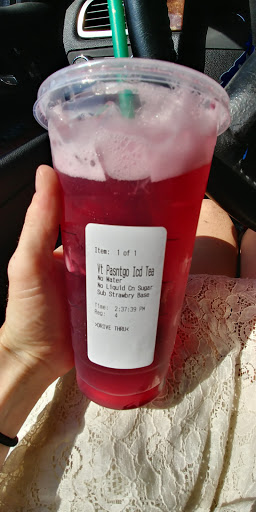 Item: 1 of 1
Vt Pasntgo Icd Tea
No Water
No Liquid Cn Sugar
Sub Strawbry Base
Time: 2:37:39 PM
Reg: 4
>DRIVE THRU<